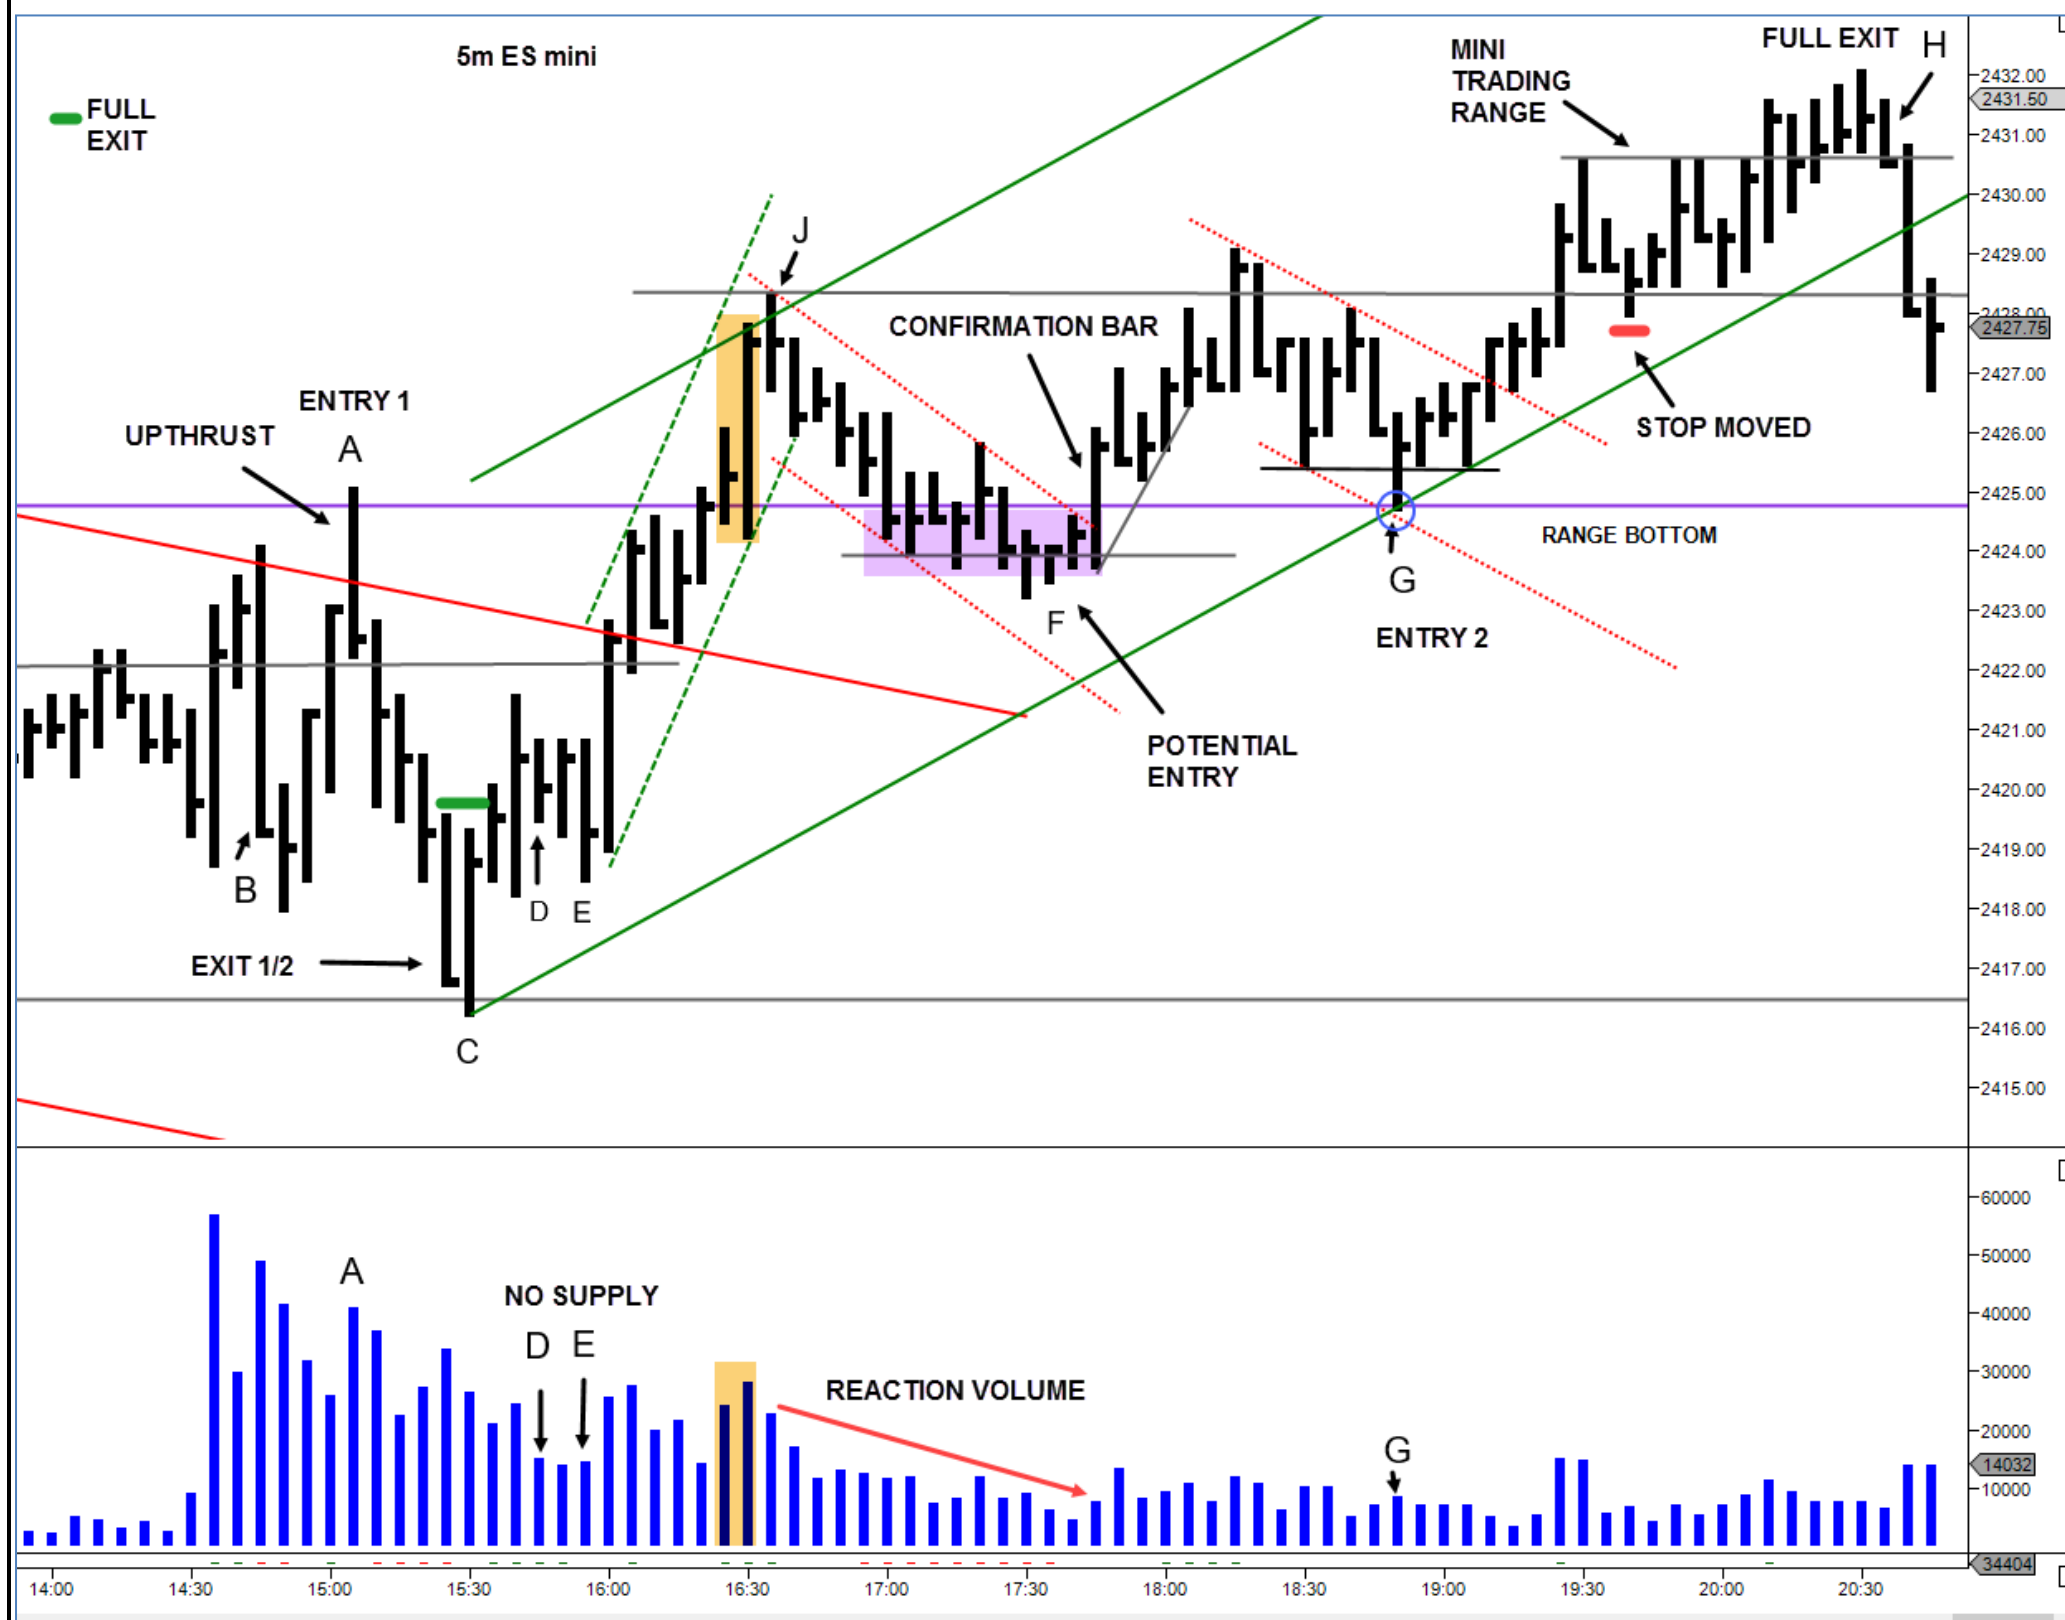 5m ES mini
FULL
EXIT
UPTHRUST
ENTRY 1
A
B
EXIT 1/2
C
D
E
J
CONFIRMATION BAR
F
POTENTIAL
ENTRY
G
ENTRY 2
RANGE BOTTOM
MINI
TRADING
RANGE
STOP MOVED
FULL EXIT
H
2432.00
2431.50
2431.00
2430.00
2429.00
2428.00
2427.75
2427.00
2426.00
2425.00
2424.00
2423.00
2422.00
2421.00
2420.00
2419.00
2418.00
2417.00
2416.00
2415.00
A
NO SUPPLY
D
E
REACTION VOLUME
G
60000
50000
40000
30000
20000
14032
10000
34404
14:00
14:30
15:00
15:30
16:00
16:30
17:00
17:30
18:00
18:30
19:00
19:30
20:00
20:30